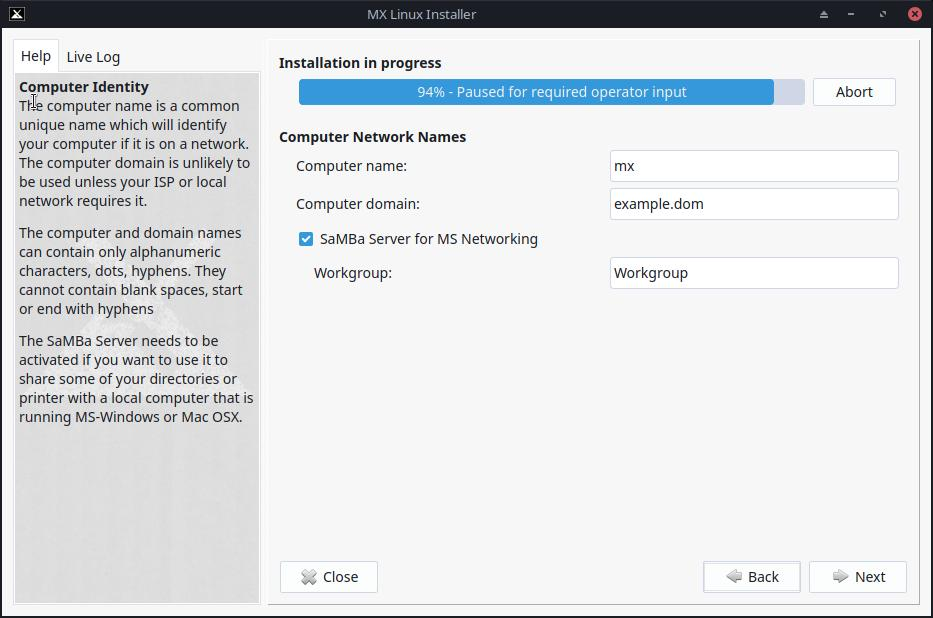 MX Linux Installer
Help
Live Log
Computer Identity
The computer name is a common
unique name which will identify
your computer if it is on a network.
The computer domain is unlikely to
be used unless your ISP or local
network requires it.
The computer and domain names
can contain only alphanumeric
characters, dots, hyphens. They
cannot contain blank spaces, start
or end with hyphens
The SaMBa Server needs to be
activated if you want to use it to
share some of your directories or
printer with a local computer that is
running MS-Windows or Mac OSX.
Installation in progress
94% - Paused for required operator input
Abort
Computer Network Names
Computer name:
mx
Computer domain:
example.dom
SaMBa Server for MS Networking
Workgroup:
Workgroup
Close
Back
Next